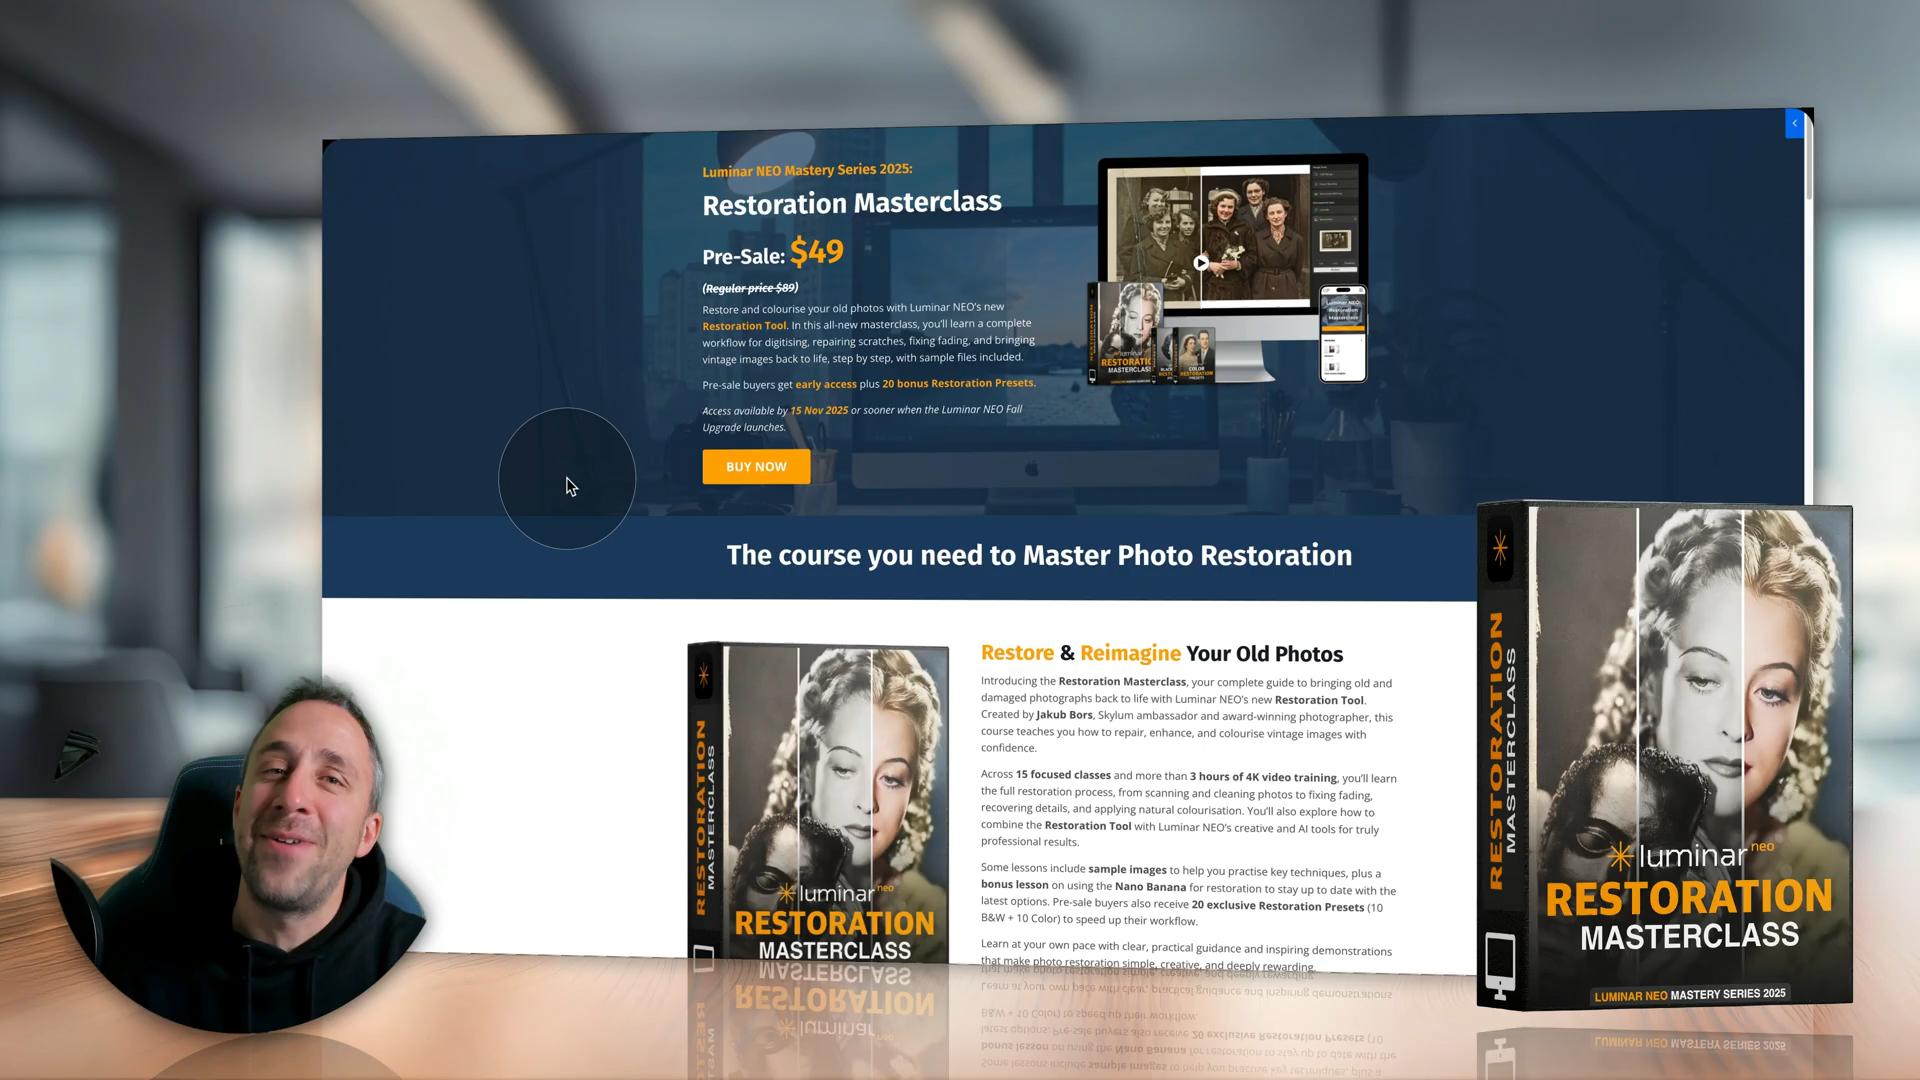 Luminar NEO Mastery Series 2025:
Restoration Masterclass
Pre-Sale: $49
(Regular price $89)
Restore and colourise your old photos with Luminar NEO's new
Restoration Tool. In this all-new masterclass, you'll learn a complete
workflow for digitising, repairing scratches, fixing fading, and bringing
vintage images back to life, step by step, with sample files included.
Pre-sale buyers get early access plus 20 bonus Restoration Presets.
Access available by 15 Nov 2025 or sooner when the Luminar NEO Fall
Upgrade launches.
BUY NOW
luminar
RESTORATION
MASTERCLASS
COLOR
RESTORATION
Luminar NEO:
Restoration
Masterclass
The course you need to Master Photo Restoration
RESTORATION
MASTERCLASS
luminar neo
RESTORATION
MASTERCLASS
Restore & Reimagine Your Old Photos
Introducing the Restoration Masterclass, your complete guide to bringing old and
damaged photographs back to life with Luminar NEO's new Restoration Tool.
Created by Jakub Bors, Skylum ambassador and award-winning photographer, this
course teaches you how to repair, enhance, and colourise vintage images with
confidence.
Across 15 focused classes and more than 3 hours of 4K video training, you'll learn
the full restoration process, from scanning and cleaning photos to fixing fading,
recovering details, and applying natural colourisation. You'll also explore how to
combine the Restoration Tool with Luminar NEO's creative and AI tools for truly
professional results.
Some lessons include sample images to help you practise key techniques, plus a
bonus lesson on using the Nano Banana for restoration to stay up to date with the
latest options. Pre-sale buyers also receive 20 exclusive Restoration Presets (10
B&W + 10 Color) to speed up their workflow.
Learn at your own pace with clear, practical guidance and inspiring demonstrations
that make photo restoration simple, creative, and deeply rewarding.
RESTORATION
MASTERCLASS
luminar neo
RESTORATION
MASTERCLASS
LUMINAR NEO MASTERY SERIES 2025